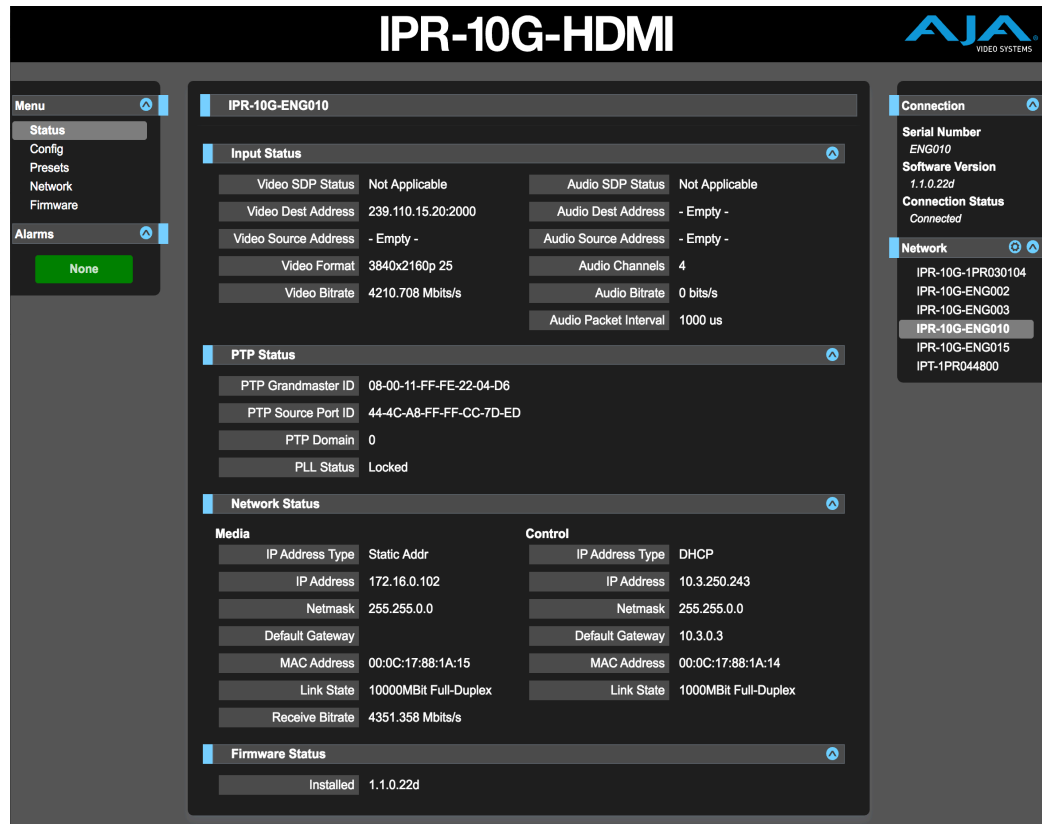 IPR-10G-HDMI
AJA
VIDEO SYSTEMS
Menu
Status
Config
Presets
Network
Firmware
Alarms
None
IPR-10G-ENG010
Input Status
Video SDP Status Not Applicable
Video Dest Address 239.110.15.20:2000
Video Source Address - Empty -
Video Format 3840x2160p 25
Video Bitrate 4210.708 Mbits/s
Audio SDP Status Not Applicable
Audio Dest Address - Empty -
Audio Source Address - Empty -
Audio Channels 4
Audio Bitrate 0 bits/s
Audio Packet Interval 1000 us
PTP Status
PTP Grandmaster ID 08-00-11-FF-FE-22-04-D6
PTP Source Port ID 44-4C-A8-FF-FF-CC-7D-ED
PTP Domain 0
PLL Status Locked
Network Status
Media
IP Address Type Static Addr
IP Address 172.16.0.102
Netmask 255.255.0.0
Default Gateway
MAC Address 00:0C:17:88:1A:15
Link State 10000MBit Full-Duplex
Receive Bitrate 4351.358 Mbits/s
Control
IP Address Type DHCP
IP Address 10.3.250.243
Netmask 255.255.0.0
Default Gateway 10.3.0.3
MAC Address 00:0C:17:88:1A:14
Link State 1000MBit Full-Duplex
Firmware Status
Installed 1.1.0.22d
Connection
Serial Number
ENG010
Software Version
1.1.0.22d
Connection Status
Connected
Network
IPR-10G-1PR030104
IPR-10G-ENG002
IPR-10G-ENG003
IPR-10G-ENG010
IPR-10G-ENG015
IPT-1PR044800